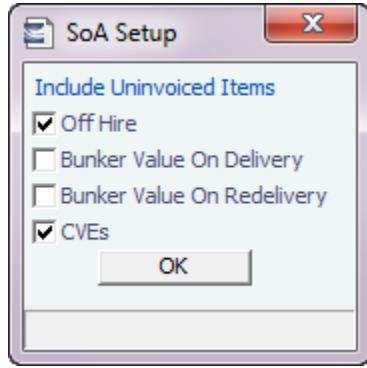 SoA Setup
Include Uninvoiced Items
Off Hire
Bunker Value On Delivery
Bunker Value On Redelivery
CVEs
OK